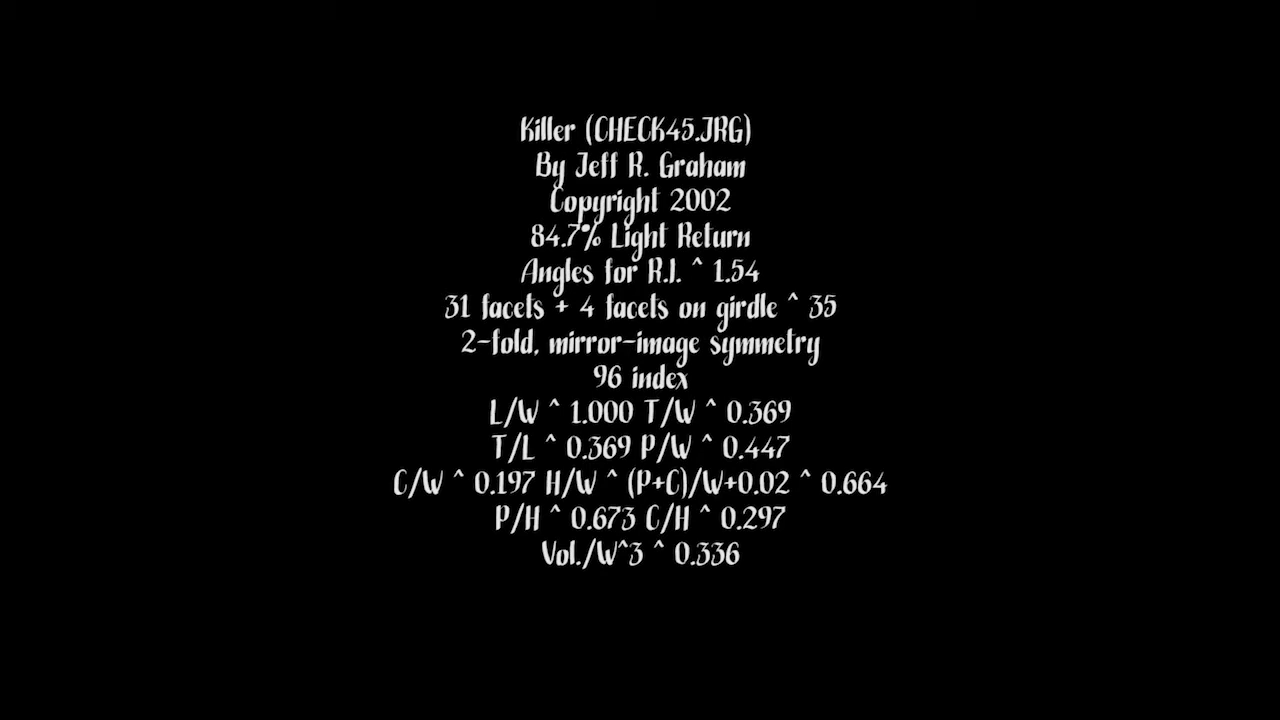 Killer (CHECK45.JRG)
By Jeff R. Graham
Copyright 2002
84.7% Light Return
Angles for R.I. ^ 1.54
31 facets + 4 facets on girdle ^ 35
2-fold, mirror-image symmetry
96 index
L/W ^ 1.000 T/W ^ 0.369
T/L ^ 0.369 P/W ^ 0.447
C/W ^ 0.197 H/W ^ (P+C)/W+0.02 ^ 0.664
P/H ^ 0.673 C/H ^ 0.297
Vol./W^3 ^ 0.336